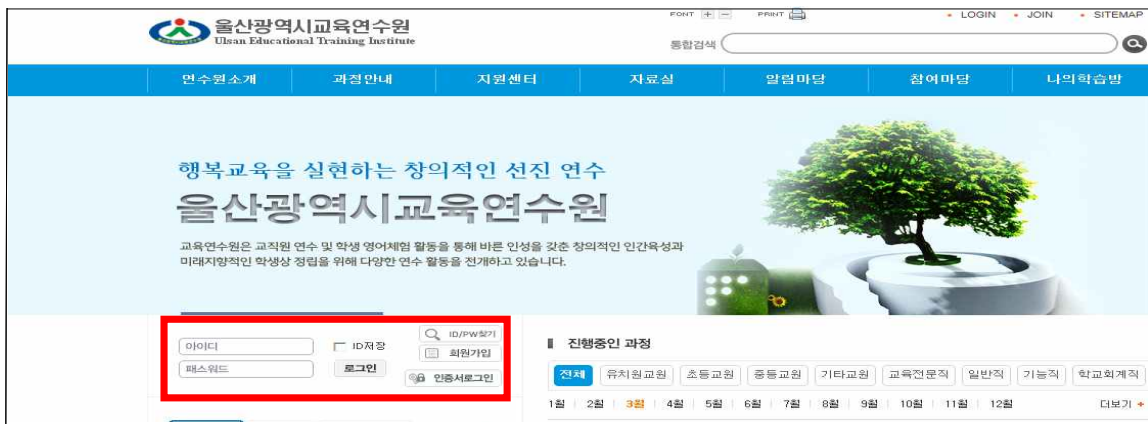 울산광역시교육연수원
Ulsan Educational Training Institute
FONT + - PRINT
LOGIN JOIN SITEMAP
통합검색
연수원소개 과정안내 지원센터 자료실 알림마당 참여마당 나의학습방
행복교육을 실현하는 창의적인 선진 연수
울산광역시교육연수원
교육연수원은 교직원 연수 및 학생 영어체험 활동을 통해 바른 인성을 갖춘 창의적인 인간육성과
미래지향적인 학생상 정립을 위해 다양한 연수 활동을 전개하고 있습니다.
아이디 ID저장 ID/PW찾기
회원가입
패스워드 로그인 인증서로그인
진행중인 과정
전체 유치원교원 초등교원 중등교원 기타교원 교육전문직 일반직 기능직 학교회계직
1월 2월 3월 4월 5월 6월 7월 8월 9월 10월 11월 12월 더보기 +